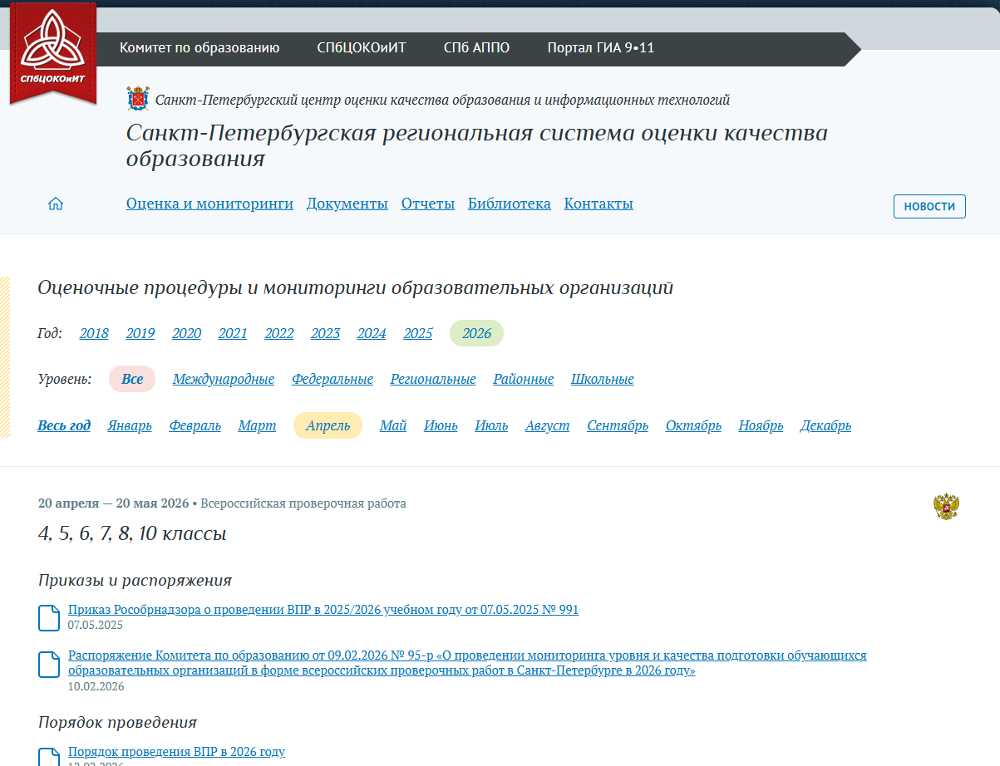 СПбЦОКОиИТ
Комитет по образованию СПбЦОКОиИТ СПб АППО Портал ГИА 9•11
Санкт-Петербургский центр оценки качества образования и информационных технологий
Санкт-Петербургская региональная система оценки качества
образования
Оценка и мониторинги Документы Отчеты Библиотека Контакты
НОВОСТИ
Оценочные процедуры и мониторинги образовательных организаций
Год: 2018 2019 2020 2021 2022 2023 2024 2025 2026
Уровень: Все Международные Федеральные Региональные Районные Школьные
Весь год Январь Февраль Март Апрель Май Июнь Июль Август Сентябрь Октябрь Ноябрь Декабрь
20 апреля — 20 мая 2026 • Всероссийская проверочная работа
4, 5, 6, 7, 8, 10 классы
Приказы и распоряжения
Приказ Рособрнадзора о проведении ВПР в 2025/2026 учебном году от 07.05.2025 № 991
07.05.2025
Распоряжение Комитета по образованию от 09.02.2026 № 95-р «О проведении мониторинга уровня и качества подготовки обучающихся
образовательных организаций в форме всероссийских проверочных работ в Санкт-Петербурге в 2026 году»
10.02.2026
Порядок проведения
Порядок проведения ВПР в 2026 году